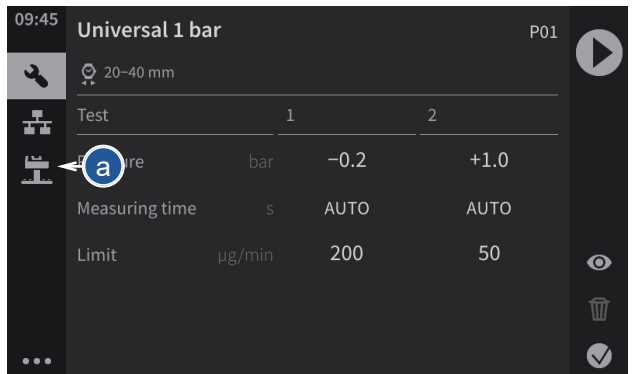 09:45
Universal 1 bar P01
20–40 mm
Test 1 2
a bar −0.2 +1.0
Measuring time s AUTO AUTO
Limit µg/min 200 50